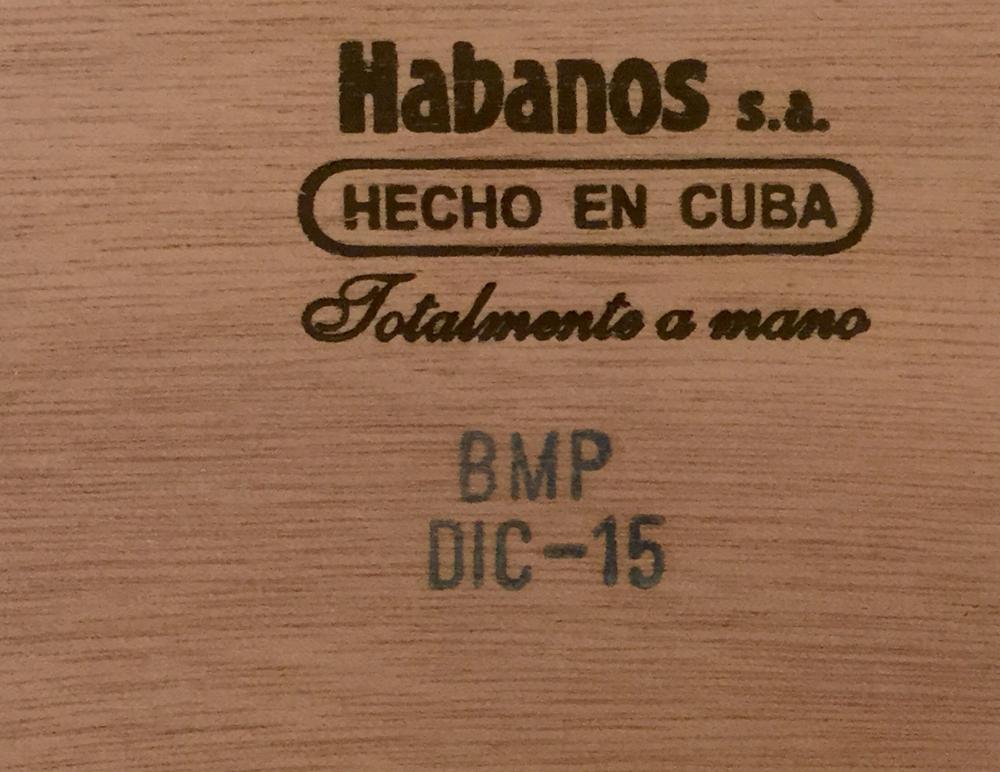 Habanos s.a.
HECHO EN CUBA
Totalmente a mano
BMP
DIC-15